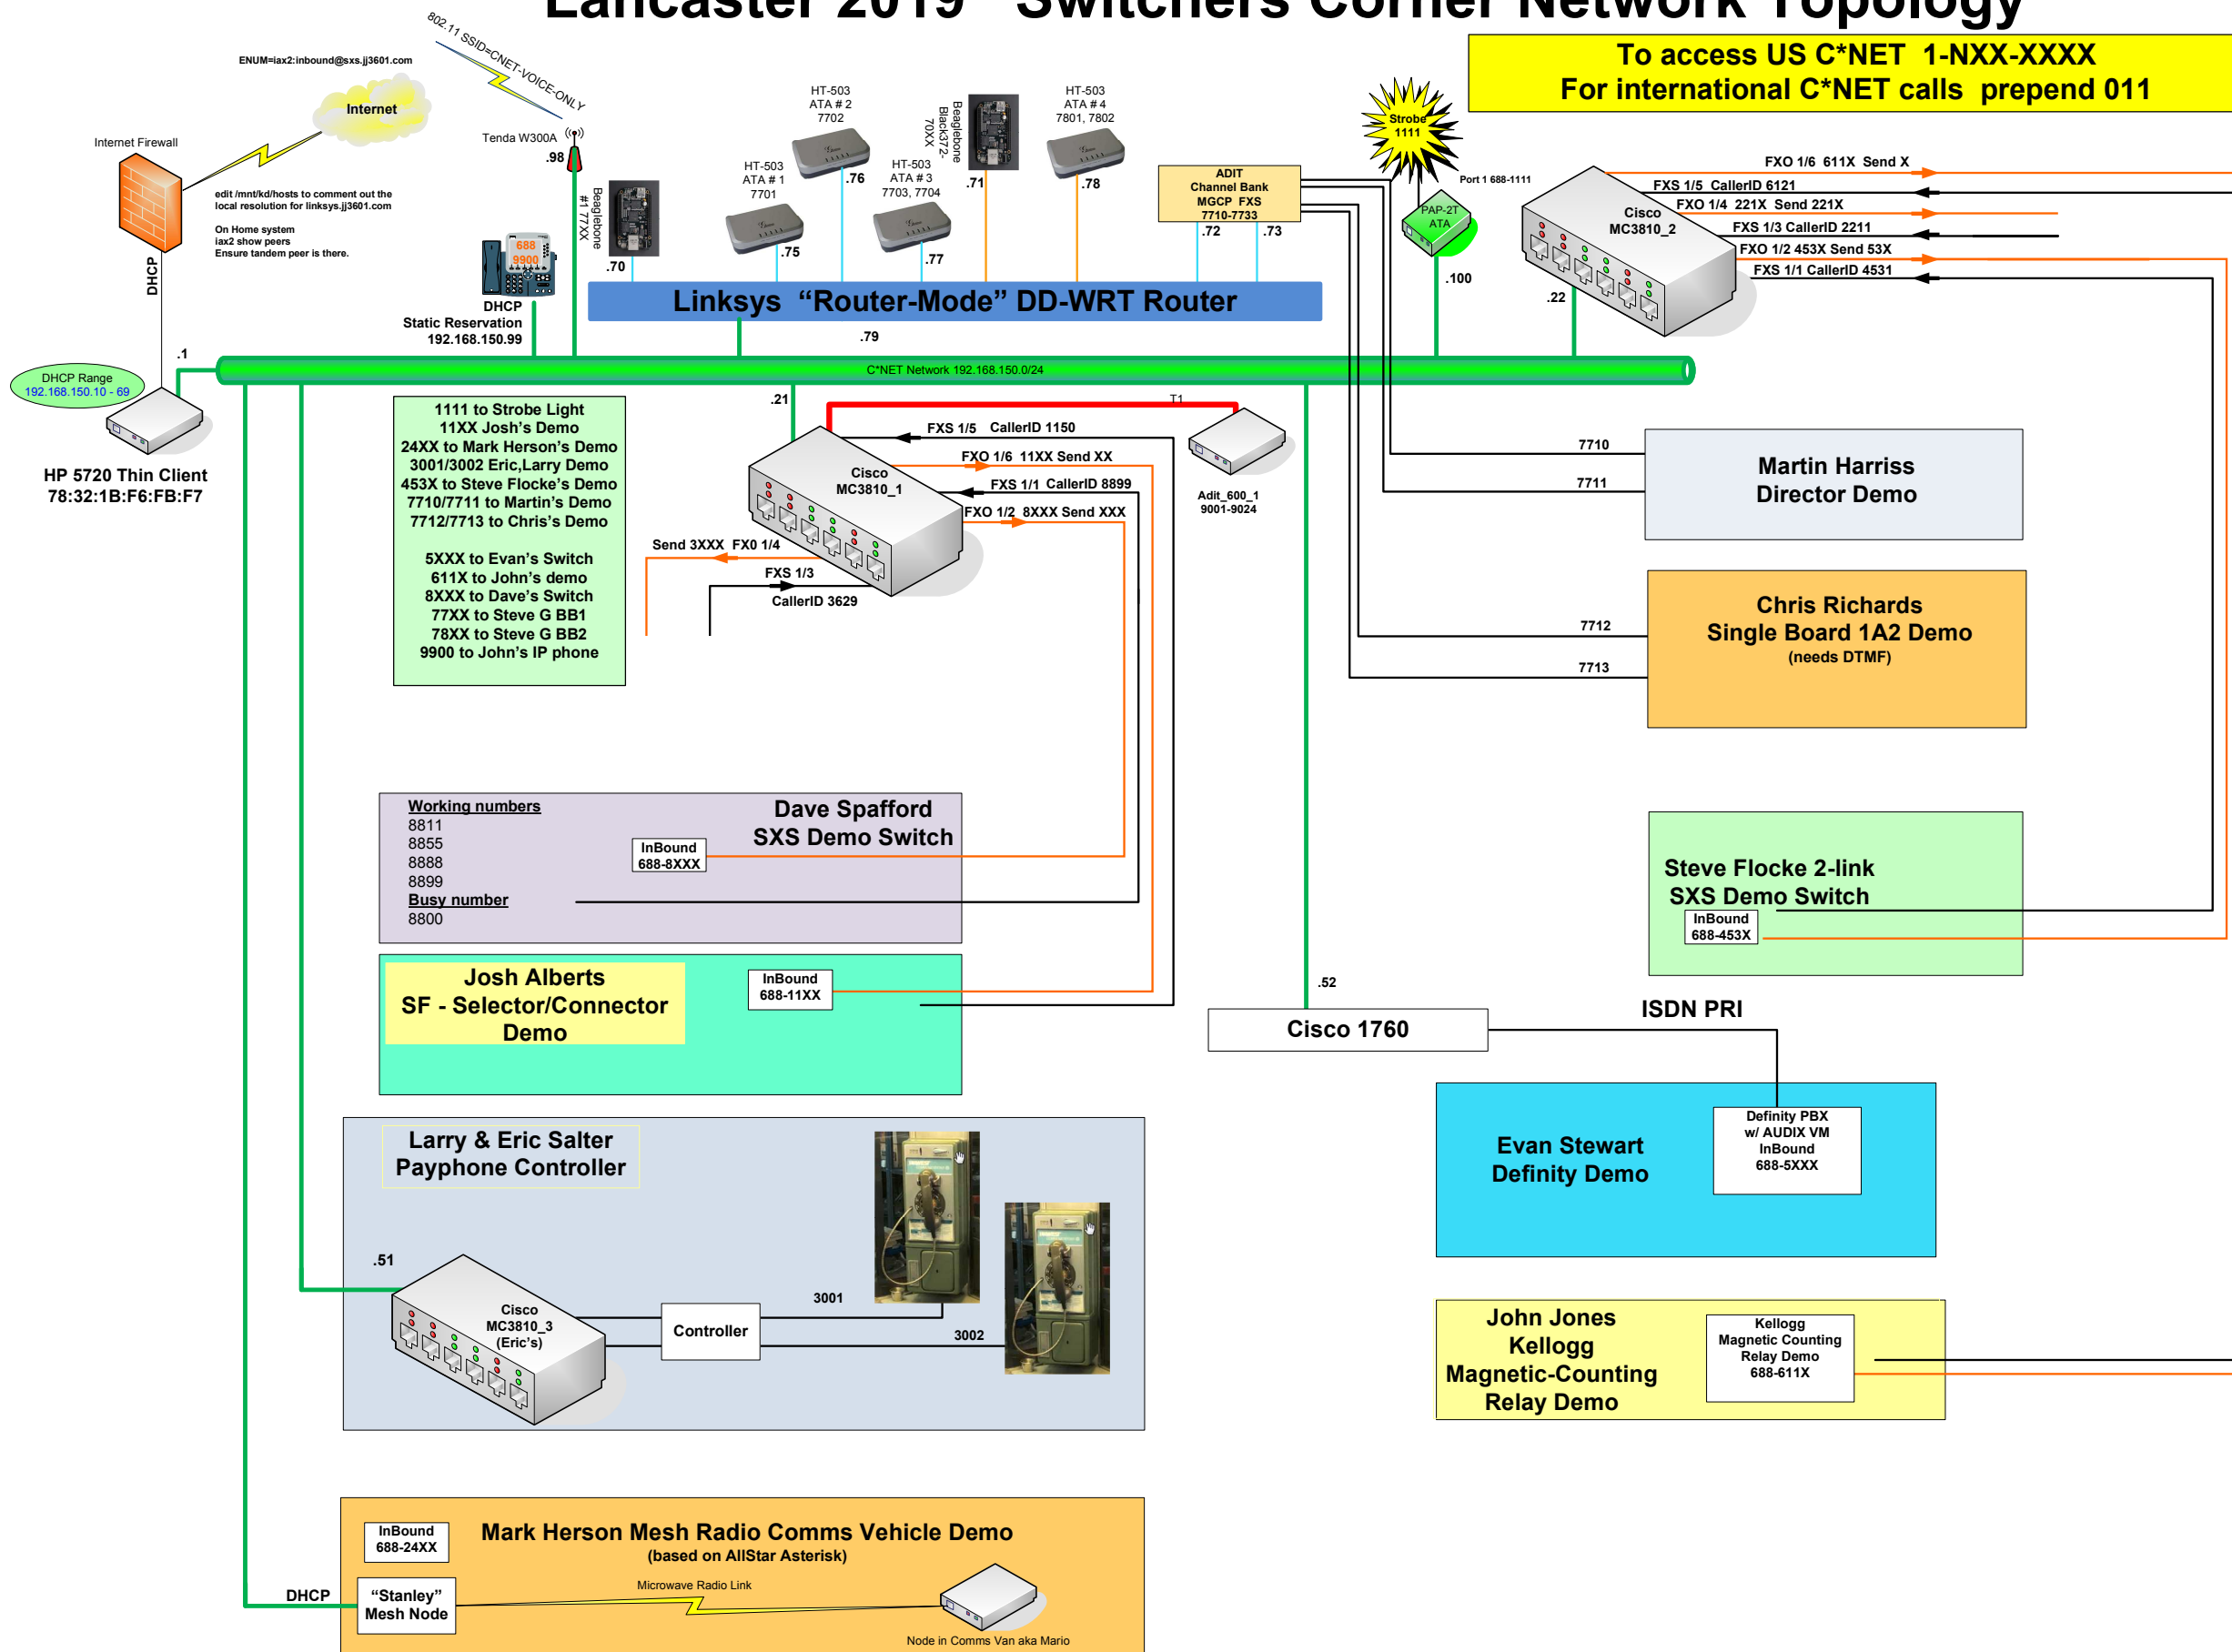 Lancaster 2019 Switchers Corner Network Topology
To access US C*NET 1-NXX-XXXX
For international C*NET calls prepend 011
ENUM=iax2:inbound@sxs.jj3601.com
802.11 SSID=CNET-VOICE-ONLY
Internet
Internet Firewall
edit /mnt/kd/hosts to comment out the
local resolution for linksys.jj3601.com
On Home system
iax2 show peers
Ensure tandem peer is there.
DHCP
Tenda W300A
.98
688
9900
DHCP
Static Reservation
192.168.150.99
Beaglebone
#1 77XX
.70
HT-503
ATA # 1
7701
.75
HT-503
ATA # 2
7702
.76
HT-503
ATA # 3
7703, 7704
.77
Beaglebone
Black372-
70XX
.71
HT-503
ATA # 4
7801, 7802
.78
ADIT
Channel Bank
MGCP FXS
7710-7733
.72
.73
Strobe
1111
Port 1 688-1111
PAP-2T
ATA
.100
Cisco
MC3810_2
.22
FXO 1/6 611X Send X
FXS 1/5 CallerID 6121
FXO 1/4 221X Send 221X
FXS 1/3 CallerID 2211
FXO 1/2 453X Send 53X
FXS 1/1 CallerID 4531
Linksys “Router-Mode” DD-WRT Router
.79
.1
DHCP Range
192.168.150.10 - 69
HP 5720 Thin Client
78:32:1B:F6:FB:F7
C*NET Network 192.168.150.0/24
1111 to Strobe Light
11XX Josh’s Demo
24XX to Mark Herson’s Demo
3001/3002 Eric,Larry Demo
453X to Steve Flocke’s Demo
7710/7711 to Martin’s Demo
7712/7713 to Chris’s Demo
5XXX to Evan’s Switch
611X to John’s demo
8XXX to Dave’s Switch
77XX to Steve G BB1
78XX to Steve G BB2
9900 to John’s IP phone
.21
T1
Cisco
MC3810_1
FXS 1/5 CallerID 1150
FXO 1/6 11XX Send XX
FXS 1/1 CallerID 8899
FXO 1/2 8XXX Send XXX
Send 3XXX FX0 1/4
FXS 1/3
CallerID 3629
Adit_600_1
9001-9024
7710
7711
Martin Harriss
Director Demo
7712
7713
Chris Richards
Single Board 1A2 Demo
(needs DTMF)
Working numbers
8811
8855
8888
8899
Busy number
8800
InBound
688-8XXX
Dave Spafford
SXS Demo Switch
Steve Flocke 2-link
SXS Demo Switch
InBound
688-453X
Josh Alberts
SF - Selector/Connector
Demo
InBound
688-11XX
.52
Cisco 1760
ISDN PRI
Evan Stewart
Definity Demo
Definity PBX
w/ AUDIX VM
InBound
688-5XXX
Larry & Eric Salter
Payphone Controller
.51
Cisco
MC3810_3
(Eric’s)
Controller
3001
3002
John Jones
Kellogg
Magnetic-Counting
Relay Demo
Kellogg
Magnetic Counting
Relay Demo
688-611X
InBound
688-24XX
Mark Herson Mesh Radio Comms Vehicle Demo
(based on AllStar Asterisk)
DHCP
“Stanley”
Mesh Node
Microwave Radio Link
Node in Comms Van aka Mario